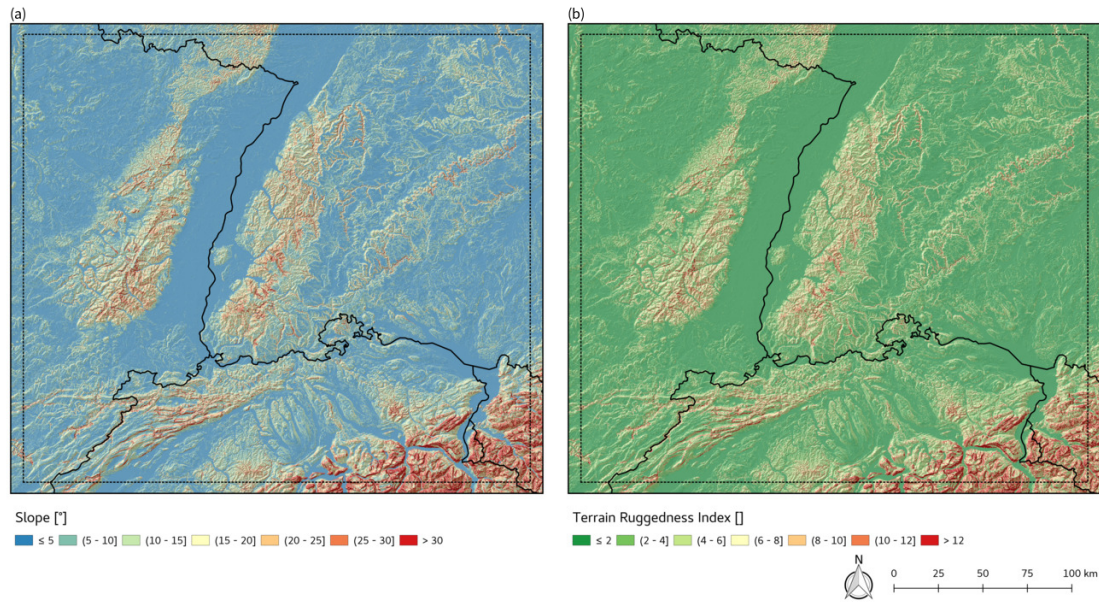 (a)
(b)
Slope [°]
≤ 5 (5 - 10] (10 - 15] (15 - 20] (20 - 25] (25 - 30] > 30
Terrain Ruggedness Index []
≤ 2 (2 - 4] (4 - 6] (6 - 8] (8 - 10] (10 - 12] > 12
N
0 25 50 75 100 km